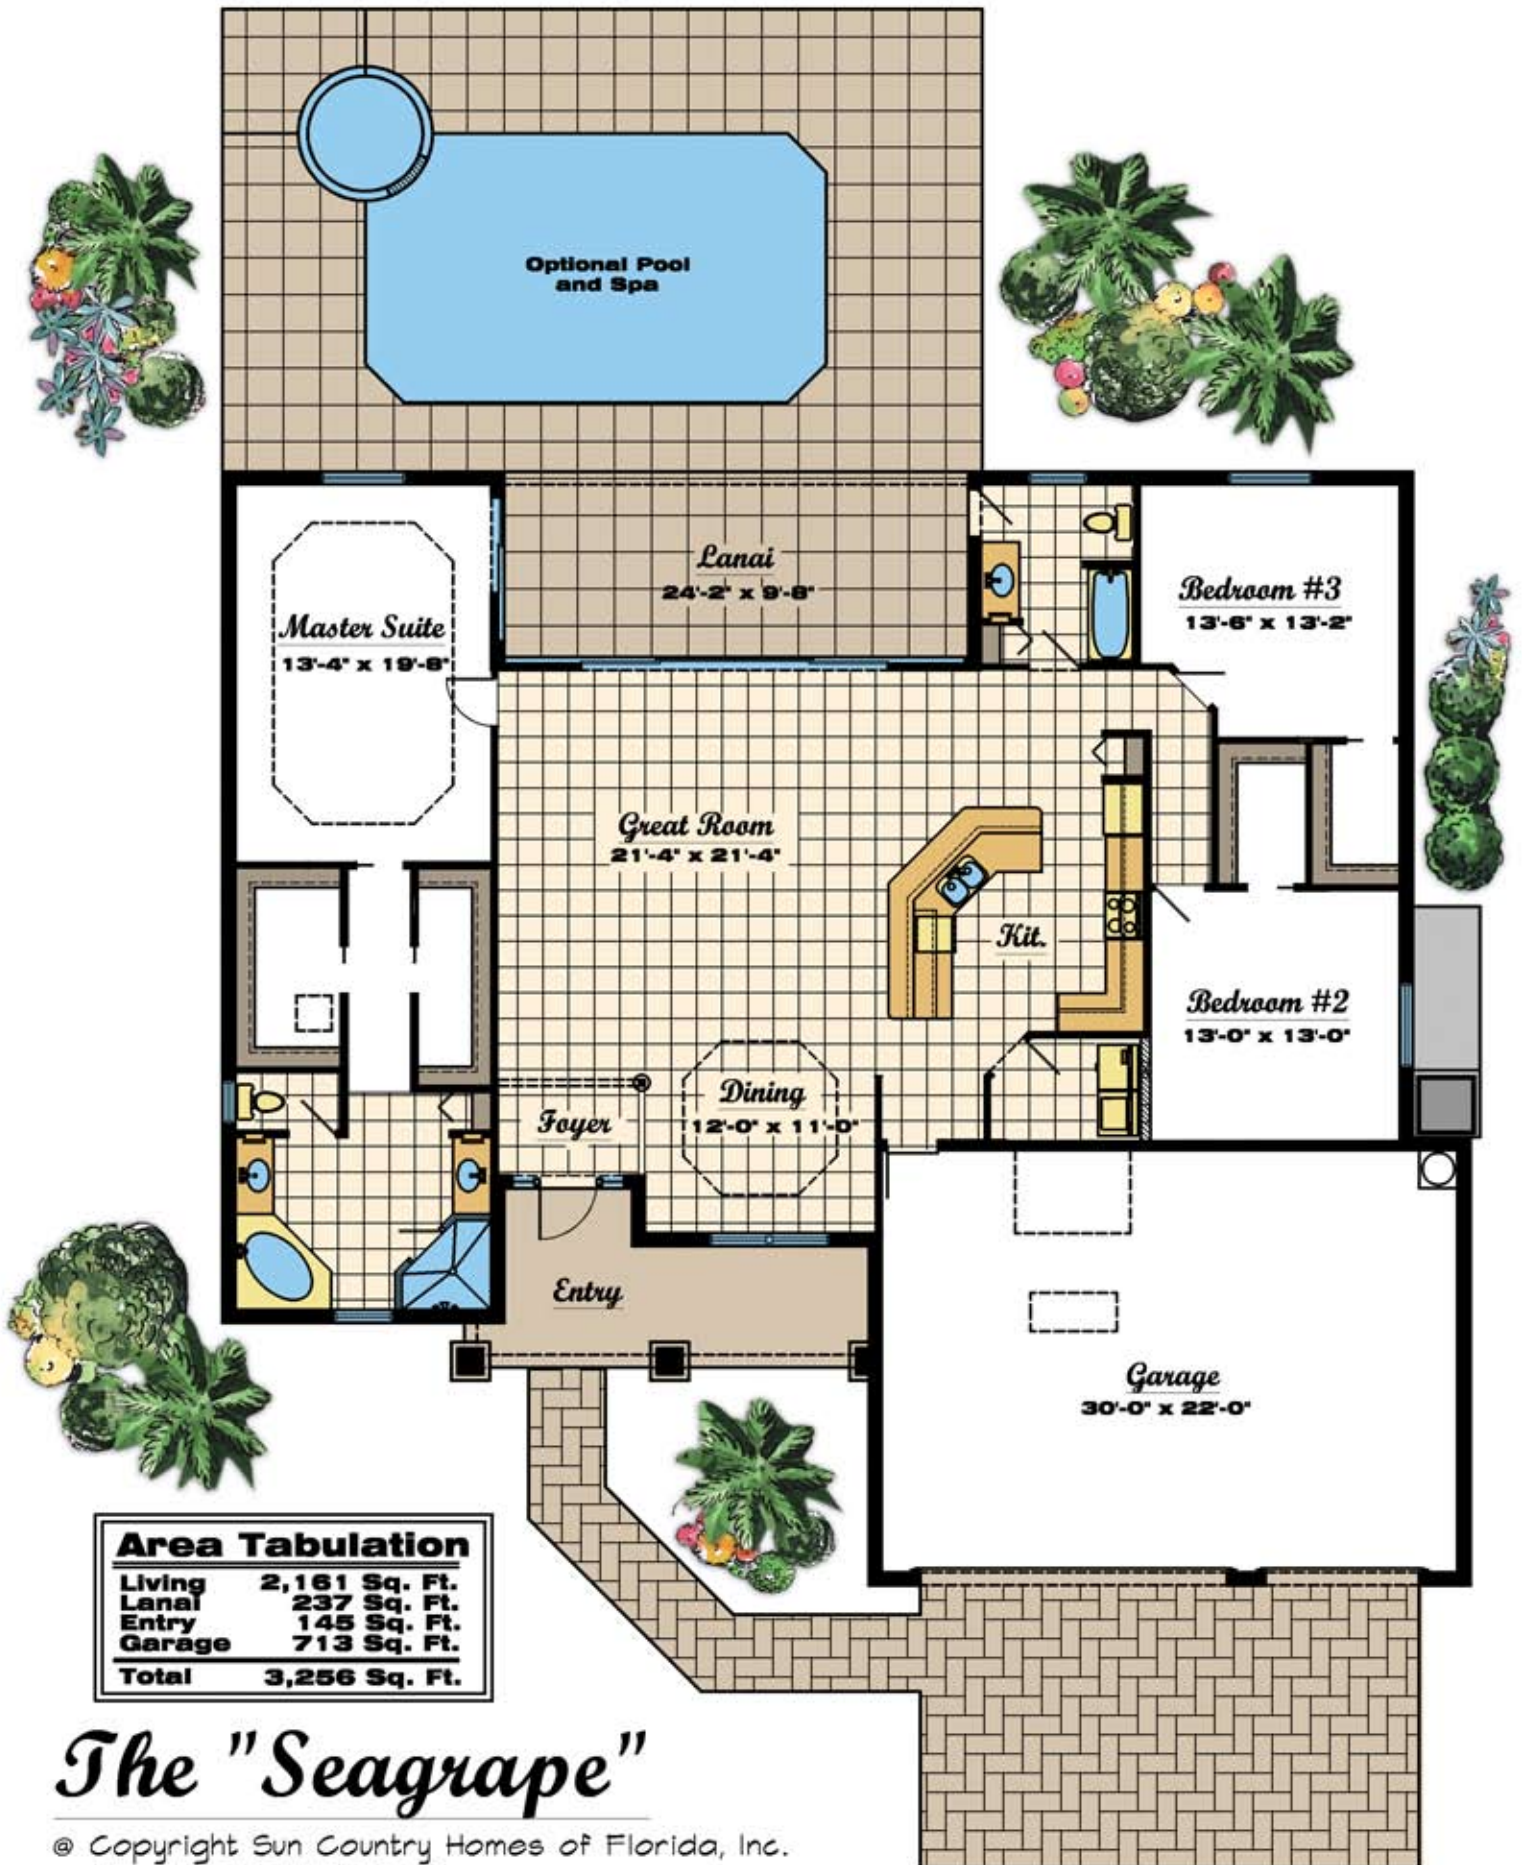 Optional Pool
and Spa
Lanai
24'-2" x 9'-8"
Master Suite
13'-4" x 19'-8"
Bedroom #3
13'-6" x 13'-2"
Great Room
21'-4" x 21'-4"
Kit.
Bedroom #2
13'-0" x 13'-0"
Dining
12'-0" x 11'-0"
Foyer
Entry
Garage
30'-0" x 22'-0"
Area Tabulation
Living 2,161 Sq. Ft.
Lanai 237 Sq. Ft.
Entry 145 Sq. Ft.
Garage 713 Sq. Ft.
Total 3,256 Sq. Ft.
The "Seagrape"
@ Copyright Sun Country Homes of Florida, Inc.